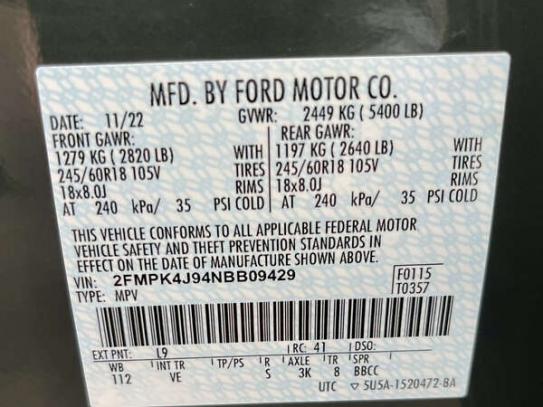 MFD. BY FORD MOTOR CO.
DATE: 11/22 GVWR: 2449 KG ( 5400 LB)
FRONT GAWR: REAR GAWR:
1279 KG ( 2820 LB) WITH 1197 KG ( 2640 LB) WITH
245/60R18 105V TIRES 245/60R18 105V TIRES
18x8.0J RIMS 18x8.0J RIMS
AT 240 kPa/ 35 PSI COLD AT 240 kPa/ 35 PSI COLD
THIS VEHICLE CONFORMS TO ALL APPLICABLE FEDERAL MOTOR
VEHICLE SAFETY AND THEFT PREVENTION STANDARDS IN
EFFECT ON THE DATE OF MANUFACTURE SHOWN ABOVE.
VIN: 2FMPK4J94NBB09429 F0115
TYPE: MPV T0357
EXT PNT: L9 RC: 41 DSO:
WB INT TR TP/PS R AXLE TR SPR
112 VE S 3K 8 BBCC
UTC 5U5A-1520472-BA